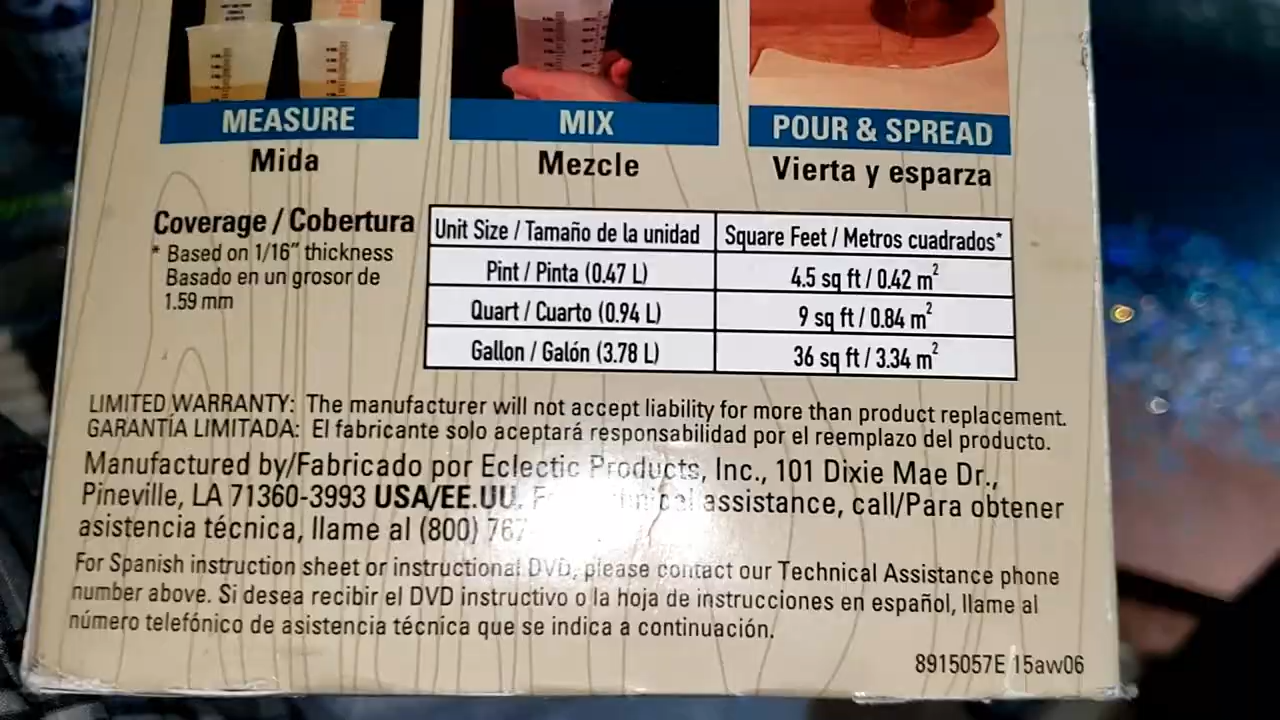 MEASURE
Mida
MIX
Mezcle
POUR & SPREAD
Vierta y esparza
Coverage / Cobertura
* Based on 1/16" thickness
Basado en un grosor de
1.59 mm
Unit Size / Tamaño de la unidad Square Feet / Metros cuadrados*
Pint / Pinta (0.47 L) 4.5 sq ft / 0.42 m²
Quart / Cuarto (0.94 L) 9 sq ft / 0.84 m²
Gallon / Galón (3.78 L) 36 sq ft / 3.34 m²
LIMITED WARRANTY: The manufacturer will not accept liability for more than product replacement.
GARANTÍA LIMITADA: El fabricante solo aceptará responsabilidad por el reemplazo del producto.
Manufactured by/Fabricado por Eclectic Products, Inc., 101 Dixie Mae Dr.,
Pineville, LA 71360-3993 USA/EE.UU. assistance, call/Para obtener
asistencia técnica, llame al (800) 767
For Spanish instruction sheet or instructional DVD, please contact our Technical Assistance phone
number above. Si desea recibir el DVD instructivo o la hoja de instrucciones en español, llame al
número telefónico de asistencia técnica que se indica a continuación.
8915057E 15aw06